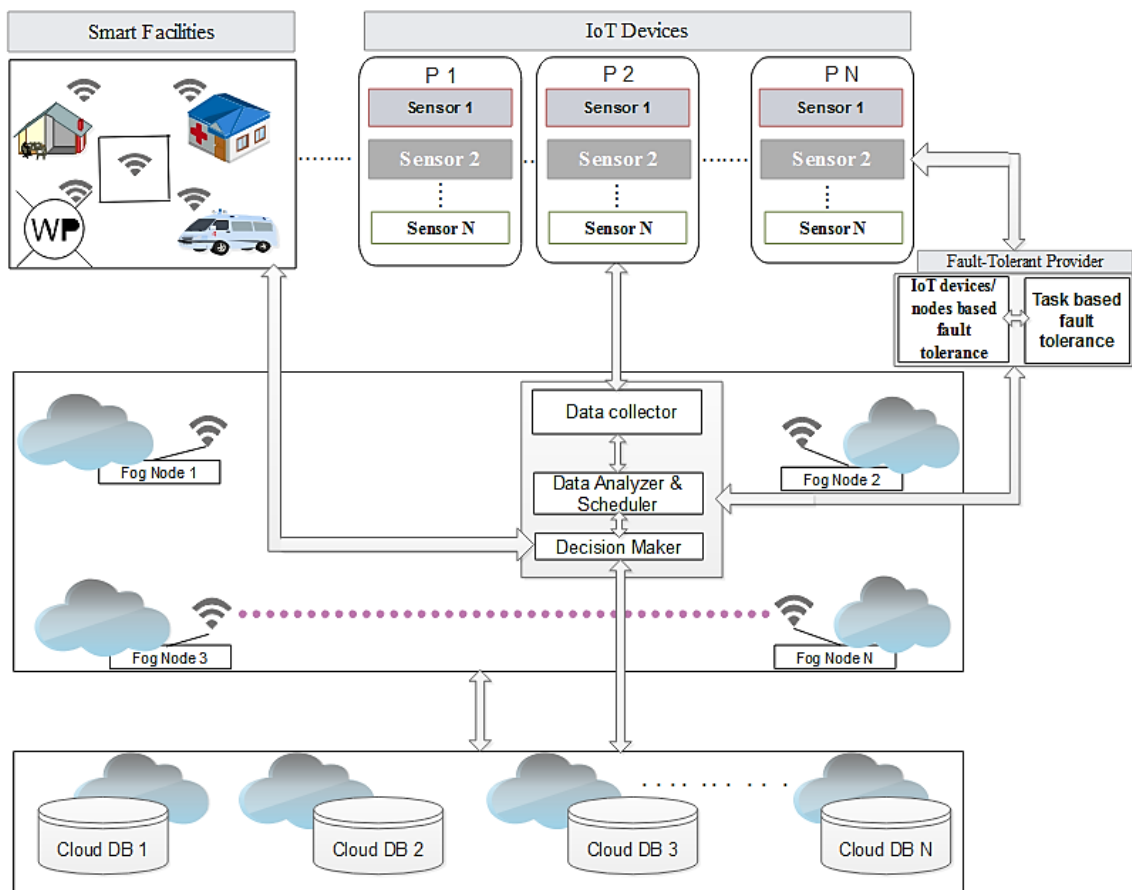 Smart Facilities
IoT Devices
P 1
Sensor 1
Sensor 2
Sensor N
P 2
Sensor 1
Sensor 2
Sensor N
P N
Sensor 1
Sensor 2
Sensor N
WP
Fault-Tolerant Provider
IoT devices/
nodes based
fault
tolerance
Task based
fault
tolerance
Data collector
Fog Node 1
Fog Node 2
Data Analyzer &
Scheduler
Decision Maker
Fog Node 3
Fog Node N
Cloud DB 1
Cloud DB 2
Cloud DB 3
Cloud DB N